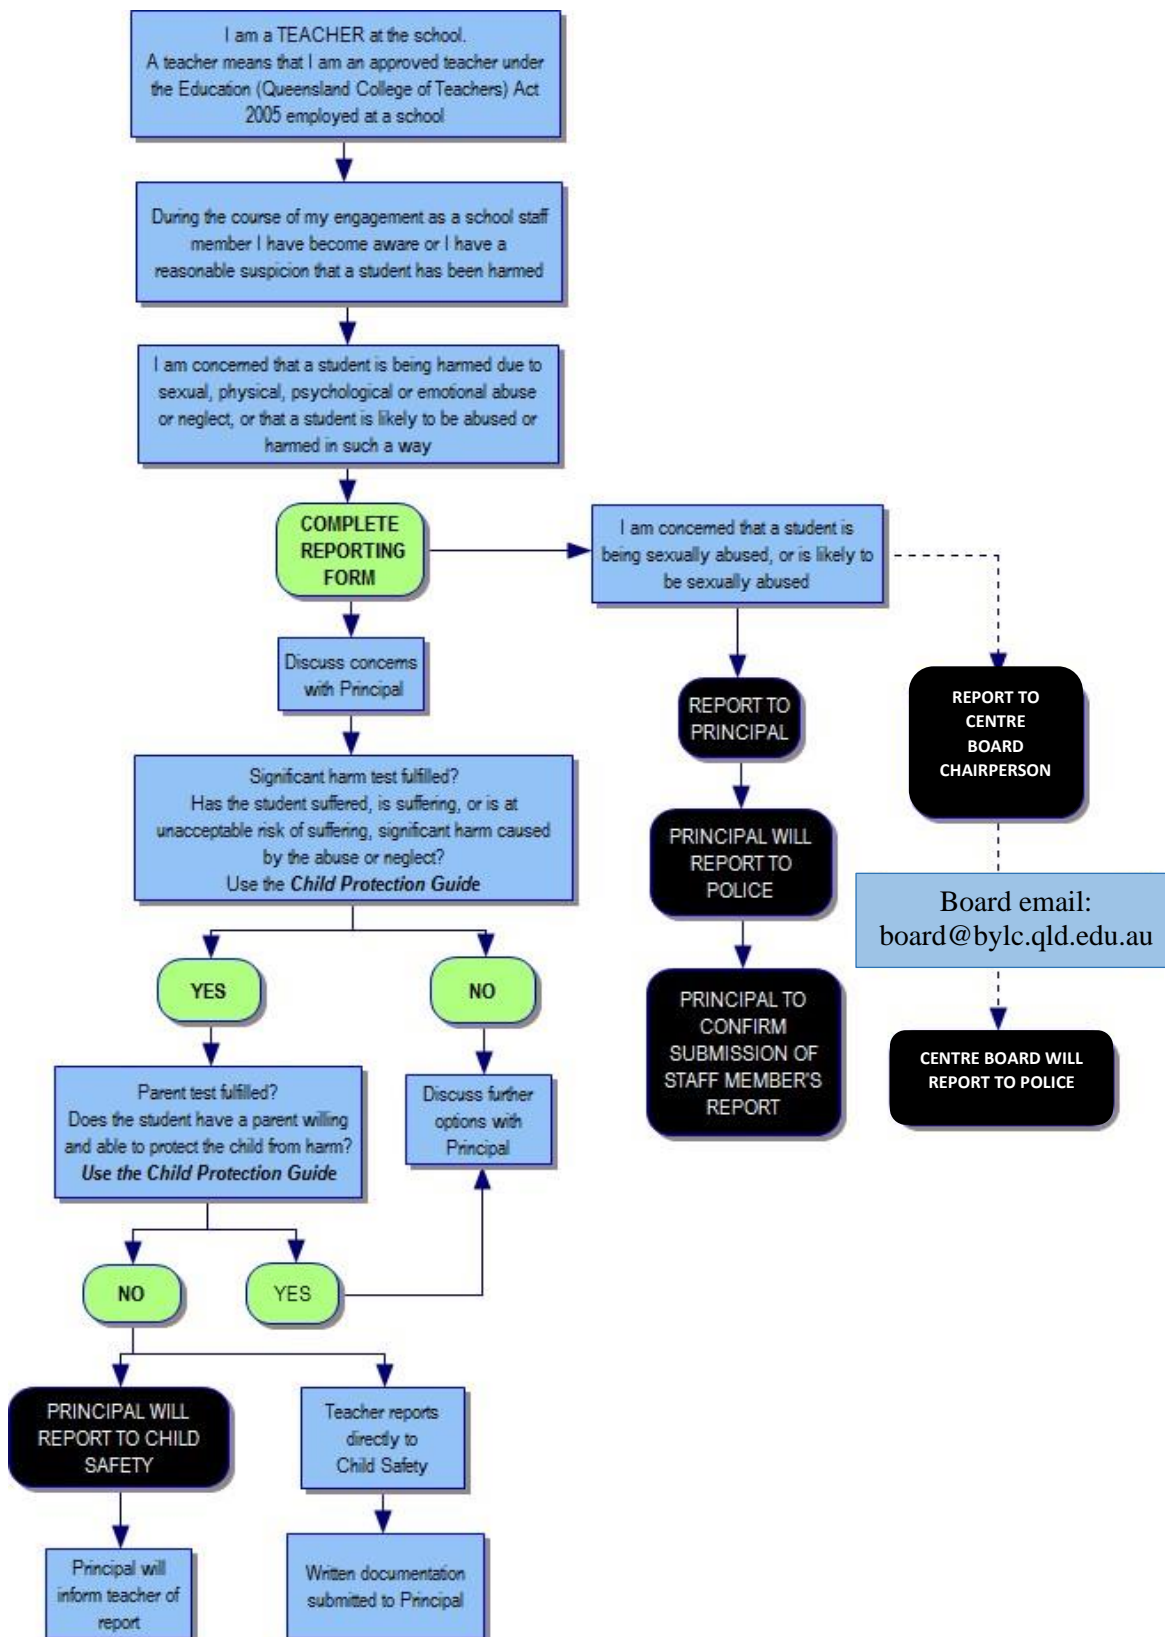 I am a TEACHER at the school.
A teacher means that I am an approved teacher under
the Education (Queensland College of Teachers) Act
2005 employed at a school
During the course of my engagement as a school staff
member I have become aware or I have a
reasonable suspicion that a student has been harmed
I am concerned that a student is being harmed due to
sexual, physical, psychological or emotional abuse
or neglect, or that a student is likely to be abused or
harmed in such a way
COMPLETE
REPORTING
FORM
I am concerned that a student is
being sexually abused, or is likely to
be sexually abused
Discuss concerns
with Principal
REPORT TO
PRINCIPAL
REPORT TO
CENTRE
BOARD
CHAIRPERSON
Significant harm test fulfilled?
Has the student suffered, is suffering, or is at
unacceptable risk of suffering, significant harm caused
by the abuse or neglect?
Use the Child Protection Guide
PRINCIPAL WILL
REPORT TO
POLICE
Board email:
board@bylc.qld.edu.au
YES
NO
PRINCIPAL TO
CONFIRM
SUBMISSION OF
STAFF MEMBER'S
REPORT
CENTRE BOARD WILL
REPORT TO POLICE
Parent test fulfilled?
Does the student have a parent willing
and able to protect the child from harm?
Use the Child Protection Guide
Discuss further
options with
Principal
NO
YES
PRINCIPAL WILL
REPORT TO CHILD
SAFETY
Teacher reports
directly to
Child Safety
Principal will
inform teacher of
report
Written documentation
submitted to Principal